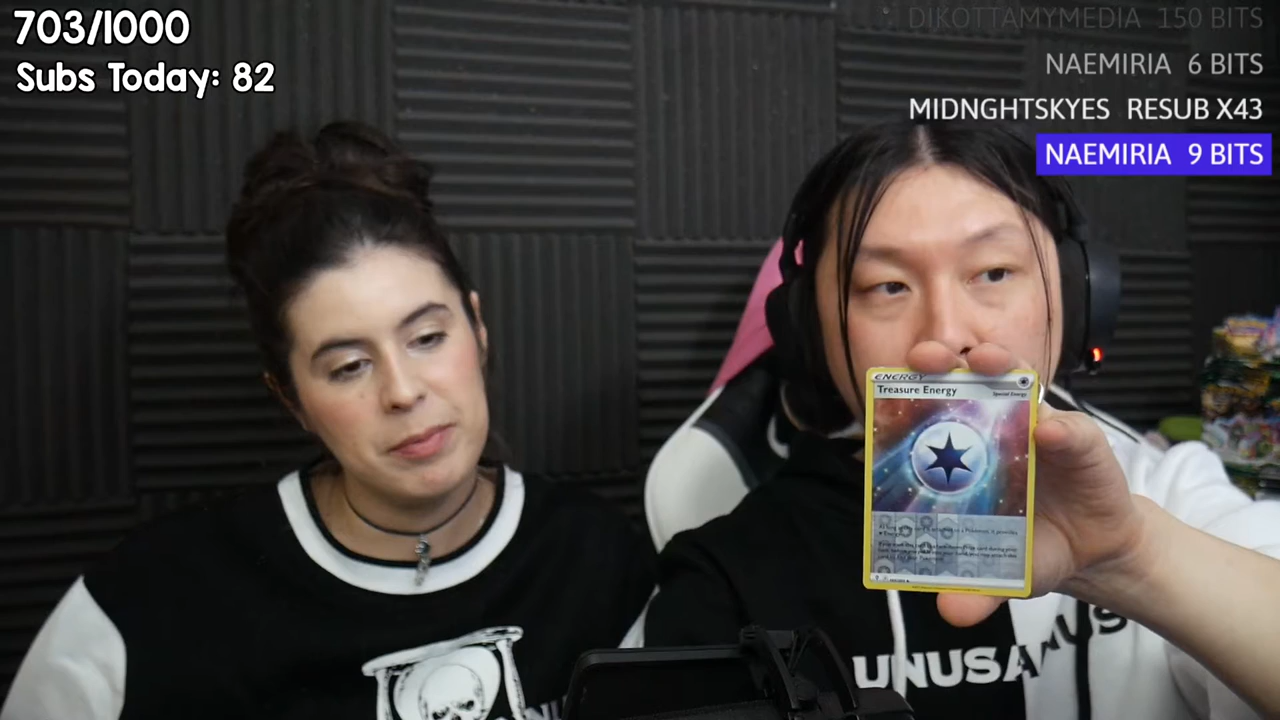 703/1000
Subs Today: 82
DIKOTTAMYMEDIA 150 BITS
NAEMIRIA 6 BITS
MIDNGHTSKYES RESUB X43
NAEMIRIA 9 BITS
ENERGY
Treasure Energy
Special Energy
UNUSA
NUS